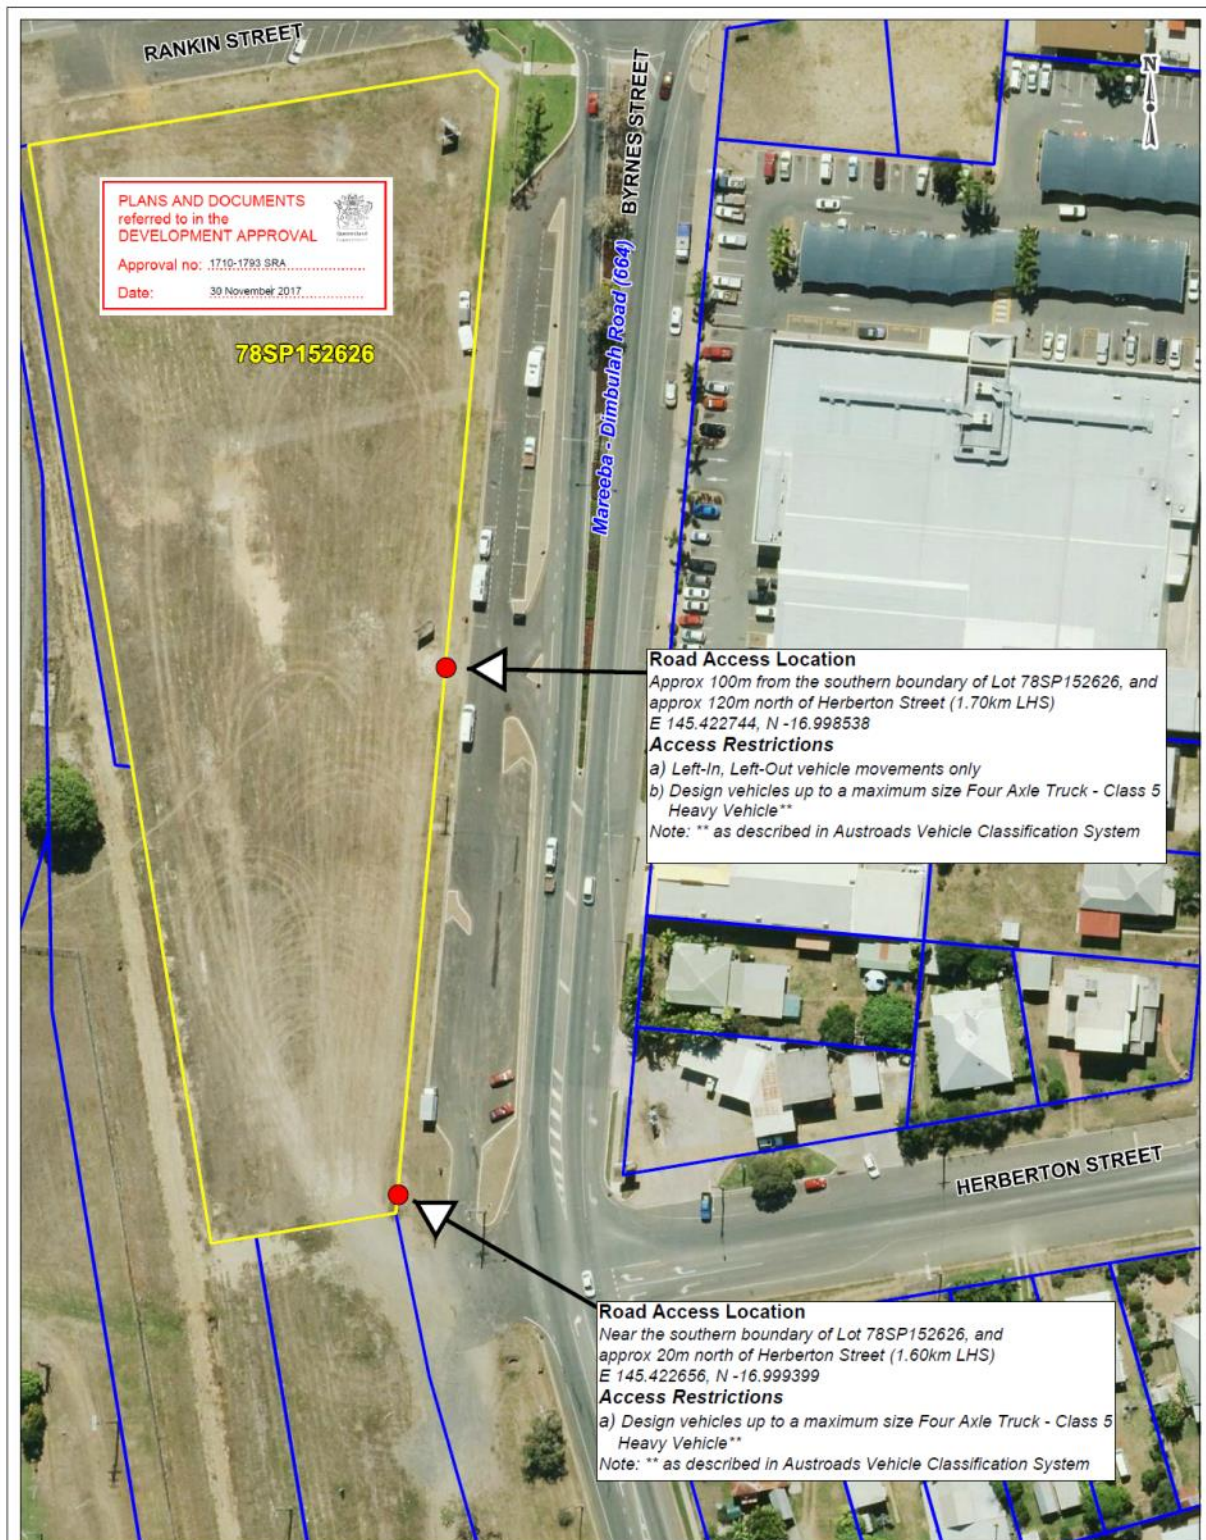 RANKIN STREET
BYRNES STREET
N
PLANS AND DOCUMENTS
referred to in the
DEVELOPMENT APPROVAL
Queensland
Government
Approval no: 1710-1793 SRA
Date: 30 November 2017
Mareeba - Dimbulah Road (664)
78SP152626
Road Access Location
Approx 100m from the southern boundary of Lot 78SP152626, and
approx 120m north of Herberton Street (1.70km LHS)
E 145.422744, N -16.998538
Access Restrictions
a) Left-In, Left-Out vehicle movements only
b) Design vehicles up to a maximum size Four Axle Truck - Class 5
Heavy Vehicle**
Note: ** as described in Austroads Vehicle Classification System
HERBERTON STREET
Road Access Location
Near the southern boundary of Lot 78SP152626, and
approx 20m north of Herberton Street (1.60km LHS)
E 145.422656, N -16.999399
Access Restrictions
a) Design vehicles up to a maximum size Four Axle Truck - Class 5
Heavy Vehicle**
Note: ** as described in Austroads Vehicle Classification System